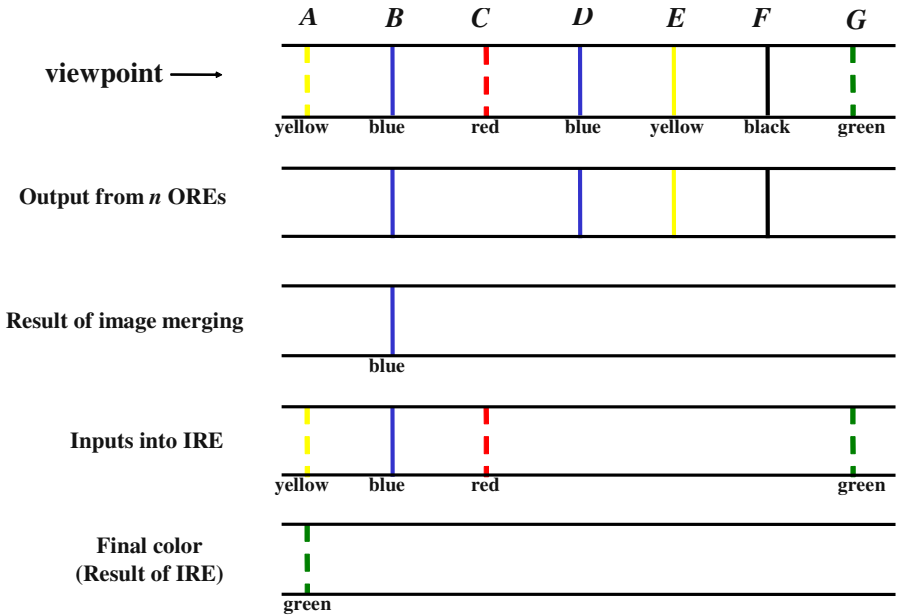 A B C D E F G
viewpoint
yellow blue red blue yellow black green
Output from n OREs
Result of image merging
blue
Inputs into IRE
yellow blue red green
Final color
(Result of IRE)
green